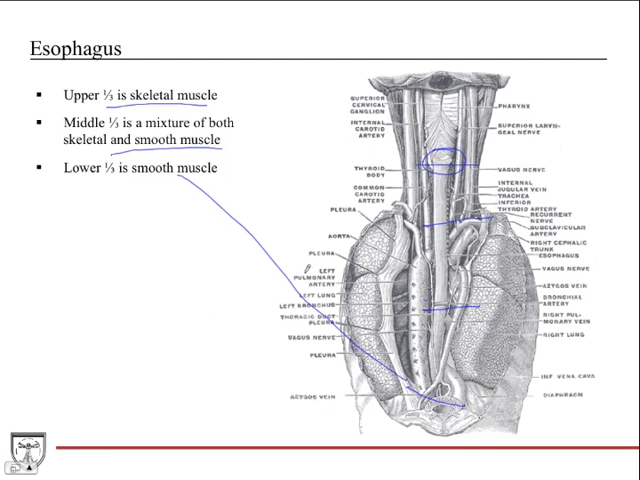 Esophagus
▪ Upper ⅓ is skeletal muscle
▪ Middle ⅓ is a mixture of both
skeletal and smooth muscle
▪ Lower ⅓ is smooth muscle
SUPERIOR
CERVICAL
GANGLION
INTERNAL
CAROTID
ARTERY
THYROID
BODY
COMMON
CAROTID
ARTERY
PLEURA
AORTA
PLEURA
LEFT
PULMONARY
ARTERY
LEFT LUNG
LEFT BRONCHUS
THORACIC DUCT
PLEURA
VAGUS NERVE
PLEURA
AZYGOS VEIN
PHARYNX
SUPERIOR LARYN-
GEAL NERVE
VAGUS NERVE
INTERNAL
JUGULAR VEIN
TRACHEA
INFERIOR
THYROID ARTERY
RECURRENT
NERVE
SUBCLAVICULAR
ARTERY
RIGHT CEPHALIC
TRUNK
ESOPHAGUS
VAGUS NERVE
AZYGOS VEIN
BRONCHIAL
ARTERY
RIGHT PUL-
MONARY VEIN
RIGHT LUNG
INF VENA CAVA
DIAPHRAGM